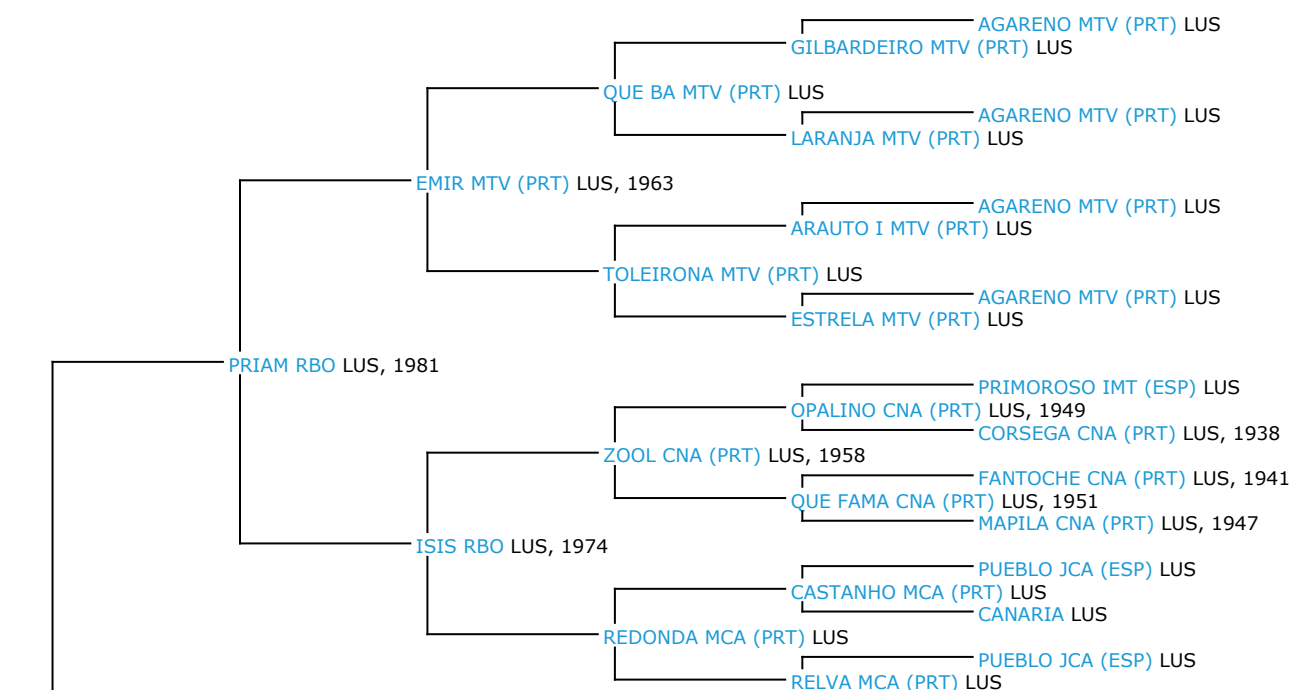 AGARENO MTV (PRT) LUS
GILBARDEIRO MTV (PRT) LUS
QUE BA MTV (PRT) LUS
AGARENO MTV (PRT) LUS
LARANJA MTV (PRT) LUS
EMIR MTV (PRT) LUS, 1963
AGARENO MTV (PRT) LUS
ARAUTO I MTV (PRT) LUS
TOLEIRONA MTV (PRT) LUS
AGARENO MTV (PRT) LUS
ESTRELA MTV (PRT) LUS
PRIAM RBO LUS, 1981
PRIMOROSO IMT (ESP) LUS
OPALINO CNA (PRT) LUS, 1949
CORSEGA CNA (PRT) LUS, 1938
ZOOL CNA (PRT) LUS, 1958
FANTOCHE CNA (PRT) LUS, 1941
QUE FAMA CNA (PRT) LUS, 1951
MAPILA CNA (PRT) LUS, 1947
ISIS RBO LUS, 1974
PUEBLO JCA (ESP) LUS
CASTANHO MCA (PRT) LUS
CANARIA LUS
REDONDA MCA (PRT) LUS
PUEBLO JCA (ESP) LUS
RELVA MCA (PRT) LUS